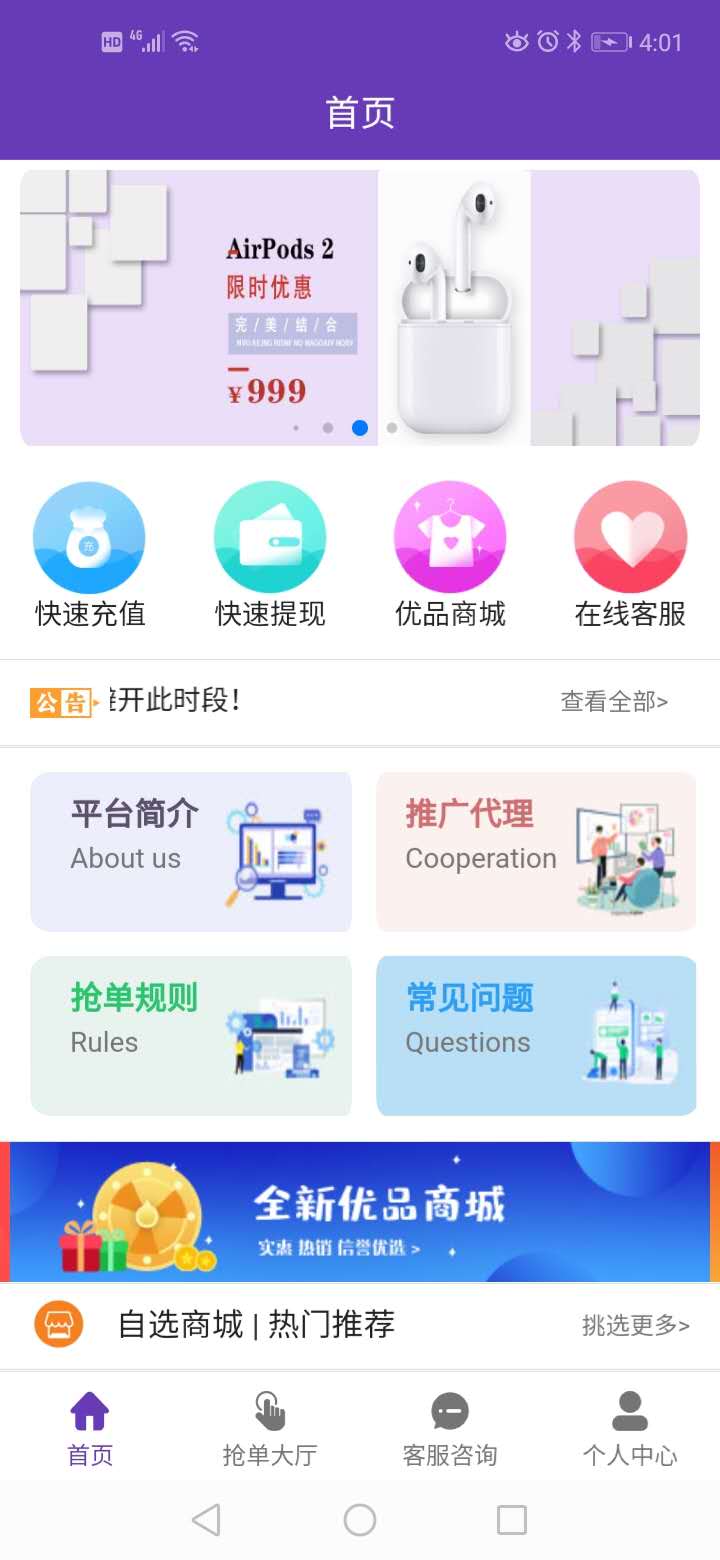 HD 4G 4:01
首页
AirPods 2
限时优惠
完/美/结/合
¥999
充
快速充值 快速提现 优品商城 在线客服
公告 开此时段！ 查看全部>
平台简介 推广代理
About us Cooperation
抢单规则 常见问题
Rules Questions
全新优品商城
实惠 热销 信誉优选 >
自选商城 | 热门推荐 挑选更多>
首页 抢单大厅 客服咨询 个人中心